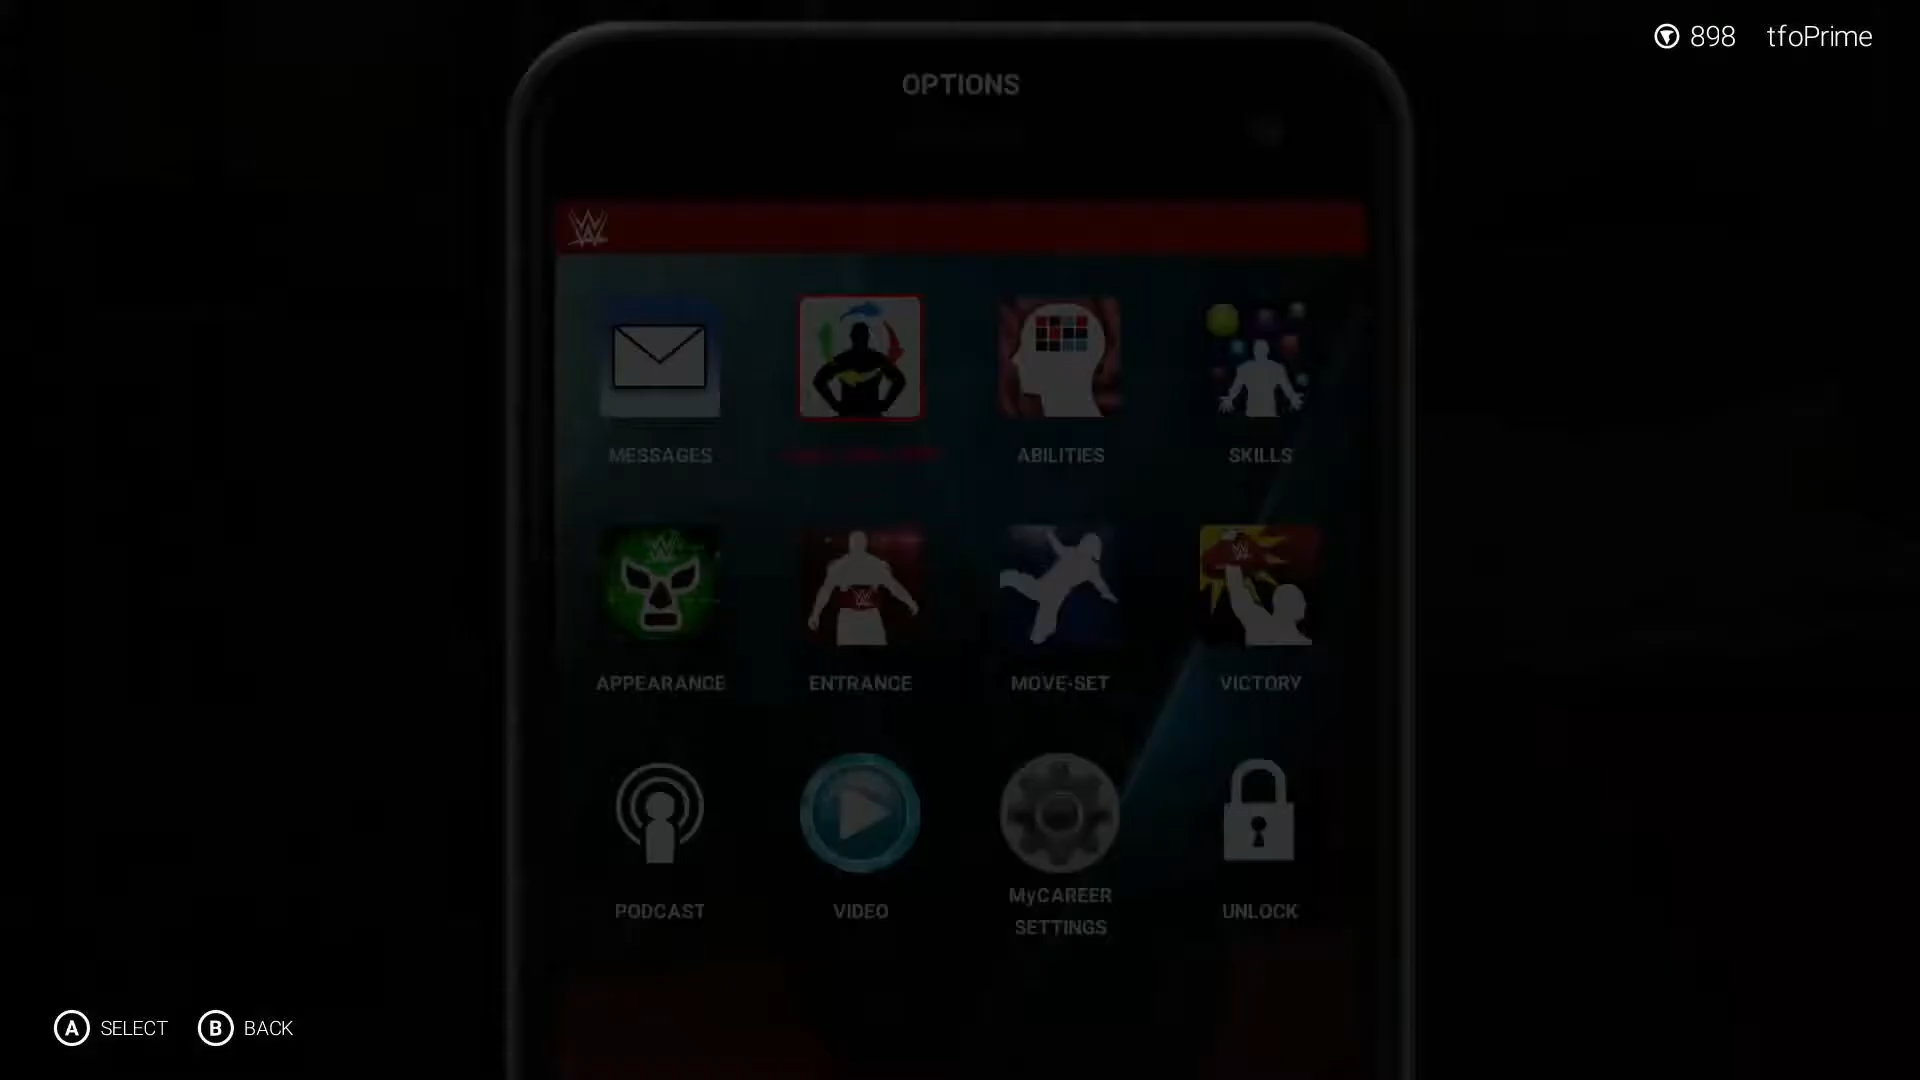 898 tfoPrime
OPTIONS
MESSAGES
ABILITIES
SKILLS
APPEARANCE
ENTRANCE
MOVE-SET
VICTORY
PODCAST
VIDEO
MyCAREER
SETTINGS
UNLOCK
A SELECT B BACK